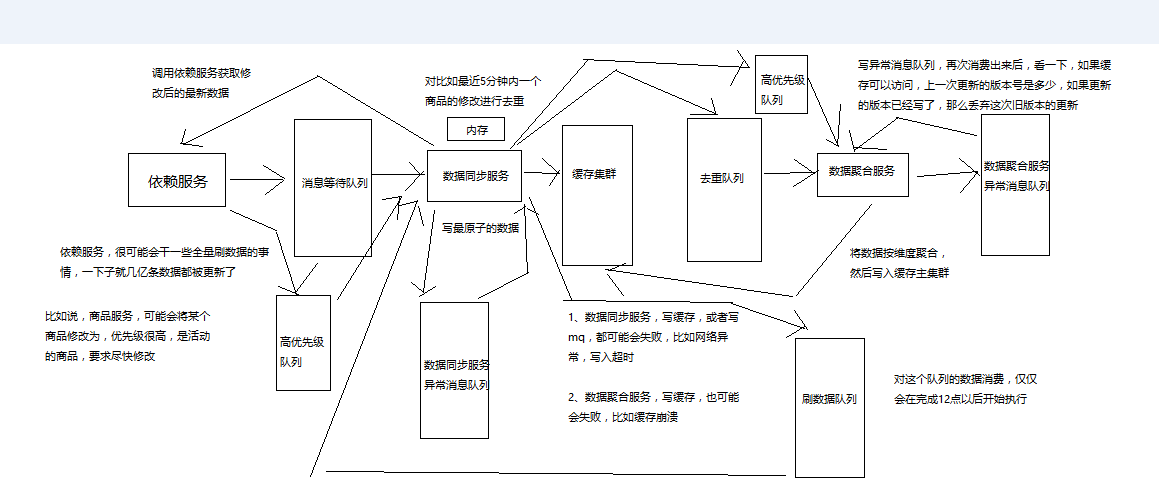 调用依赖服务获取修
改后的最新数据
对比如最近5分钟内一个
商品的修改进行去重
内存
高优先级
队列
写异常消息队列，再次消费出来后，看一下，如果缓
存可以访问，上一次更新的版本号是多少，如果更新
的版本已经写了，那么丢弃这次旧版本的更新
依赖服务
消息等待队列
数据同步服务
缓存集群
去重队列
数据聚合服务
数据聚合服务
异常消息队列
写最原子的数据
依赖服务，很可能会干一些全量刷数据的事
情，一下子就几亿条数据都被更新了
将数据按维度聚合，
然后写入缓存主集群
比如说，商品服务，可能会将某个
商品修改为，优先级很高，是活动
的商品，要求尽快修改
高优先级
队列
数据同步服务
异常消息队列
1、数据同步服务，写缓存，或者写
mq，都可能会失败，比如网络异
常，写入超时
2、数据聚合服务，写缓存，也可能
会失败，比如缓存崩溃
刷数据队列
对这个队列的数据消费，仅仅
会在完成12点以后开始执行